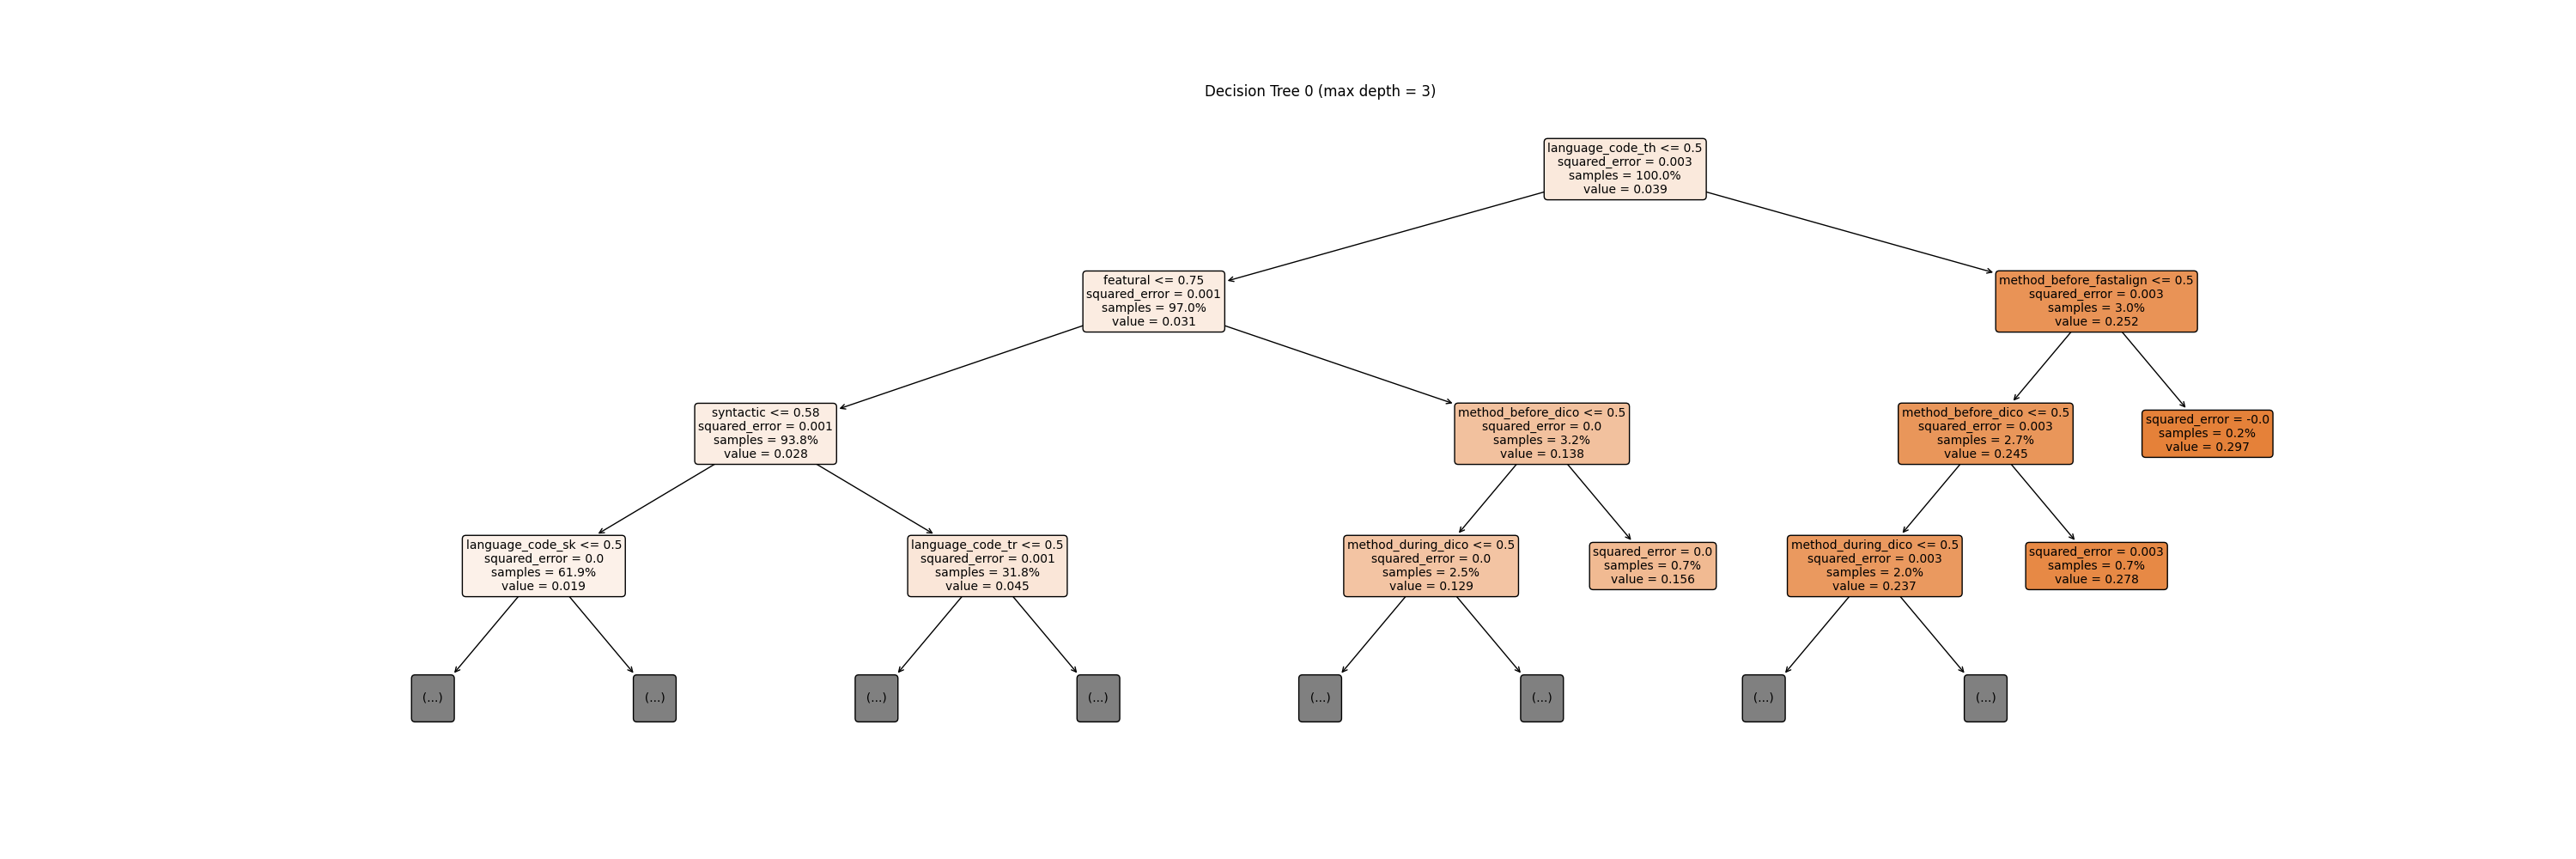 Decision Tree 0 (max depth = 3)
language_code_th <= 0.5
squared_error = 0.003
samples = 100.0%
value = 0.039
featural <= 0.75
squared_error = 0.001
samples = 97.0%
value = 0.031
method_before_fastalign <= 0.5
squared_error = 0.003
samples = 3.0%
value = 0.252
syntactic <= 0.58
squared_error = 0.001
samples = 93.8%
value = 0.028
method_before_dico <= 0.5
squared_error = 0.0
samples = 3.2%
value = 0.138
method_before_dico <= 0.5
squared_error = 0.003
samples = 2.7%
value = 0.245
squared_error = -0.0
samples = 0.2%
value = 0.297
language_code_sk <= 0.5
squared_error = 0.0
samples = 61.9%
value = 0.019
language_code_tr <= 0.5
squared_error = 0.001
samples = 31.8%
value = 0.045
method_during_dico <= 0.5
squared_error = 0.0
samples = 2.5%
value = 0.129
squared_error = 0.0
samples = 0.7%
value = 0.156
method_during_dico <= 0.5
squared_error = 0.003
samples = 2.0%
value = 0.237
squared_error = 0.003
samples = 0.7%
value = 0.278
(...)
(...)
(...)
(...)
(...)
(...)
(...)
(...)